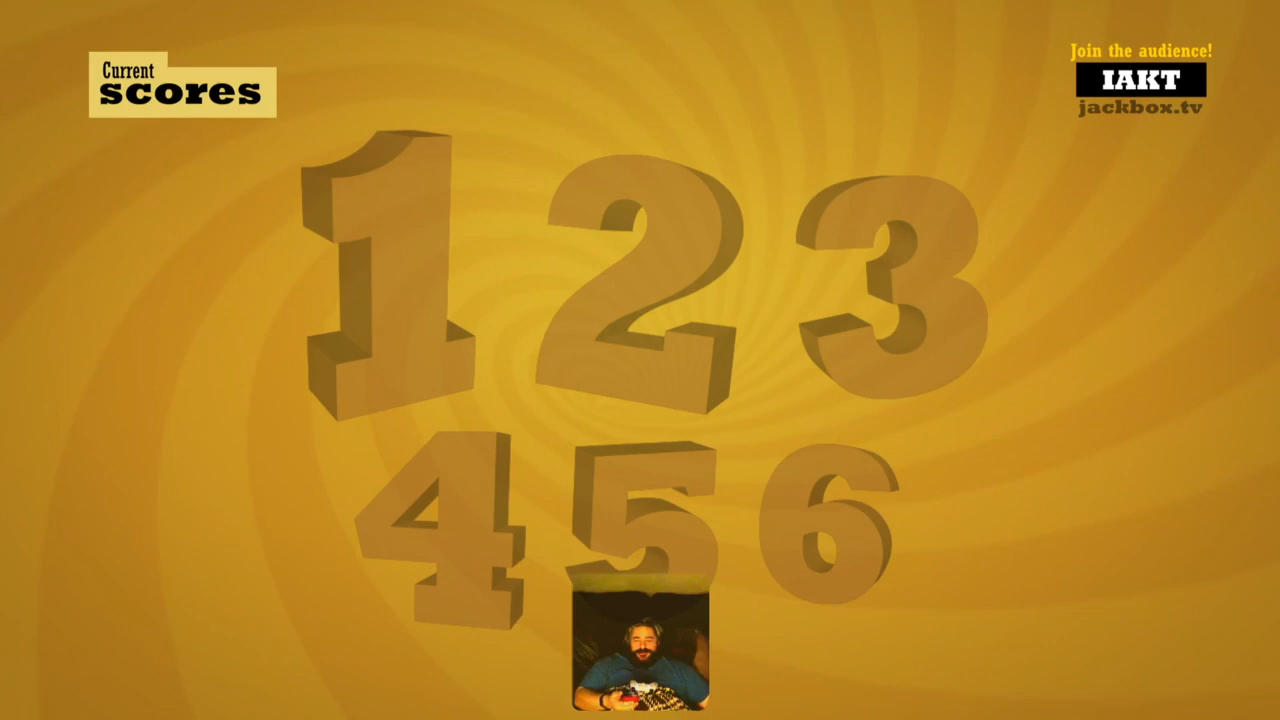 Current
scores
Join the audience!
IAKT
jackbox.tv
1 2 3
4 5 6